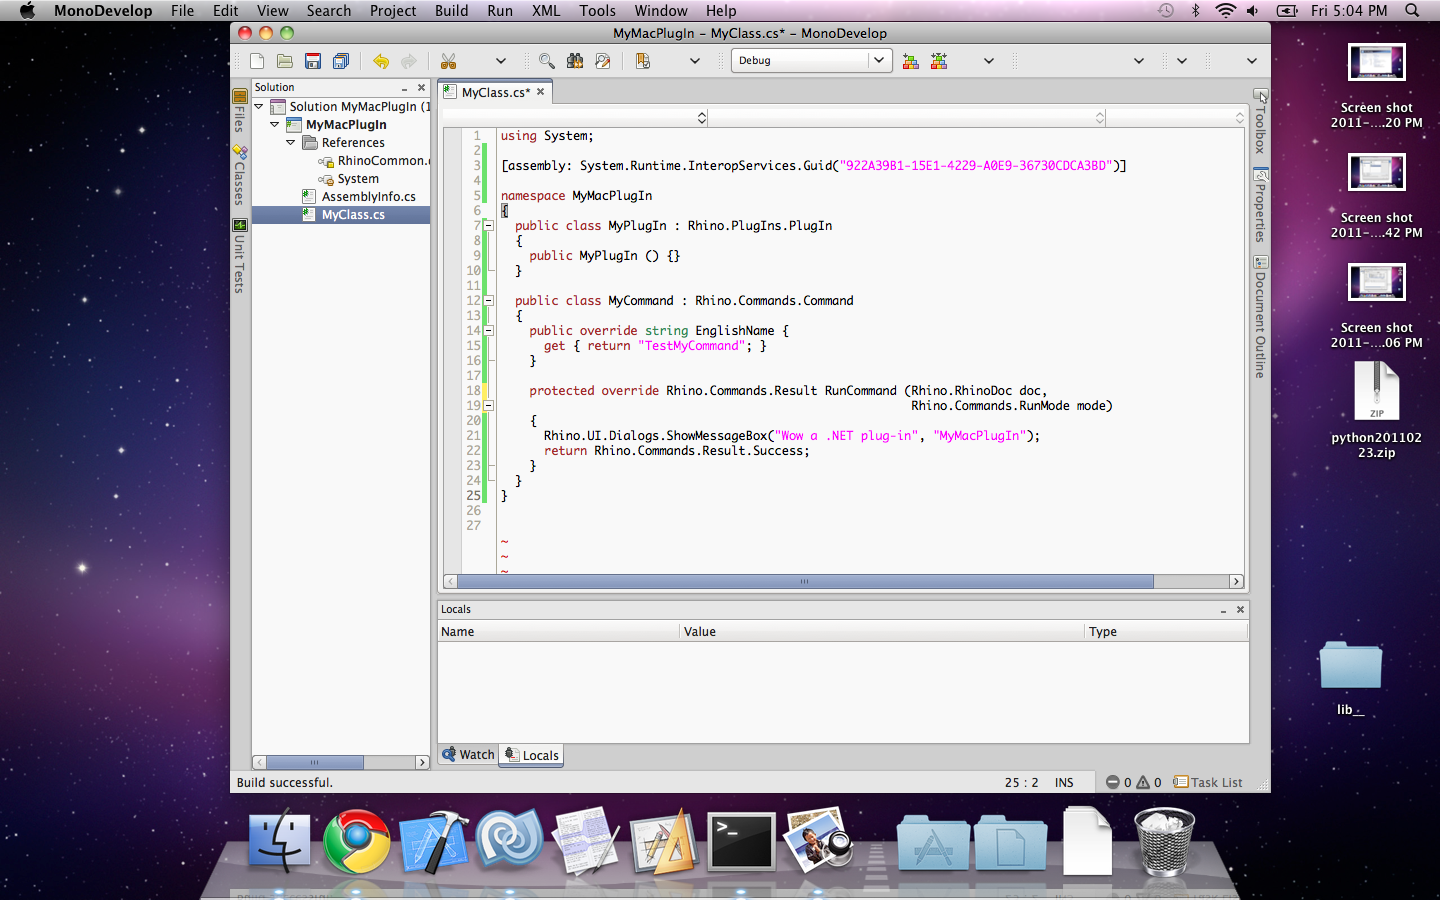 MonoDevelop File Edit View Search Project Build Run XML Tools Window Help Fri 5:04 PM
MyMacPlugIn – MyClass.cs* – MonoDevelop
Debug
Solution
Files
Classes
Unit Tests
Solution MyMacPlugIn (1
MyMacPlugIn
References
RhinoCommon.
System
AssemblyInfo.cs
MyClass.cs
MyClass.cs*
1 using System;
2
3 [assembly: System.Runtime.InteropServices.Guid("922A39B1-15E1-4229-A0E9-36730CDCA3BD")]
4
5 namespace MyMacPlugIn
6 {
7 public class MyPlugIn : Rhino.PlugIns.PlugIn
8 {
9 public MyPlugIn () {}
10 }
11
12 public class MyCommand : Rhino.Commands.Command
13 {
14 public override string EnglishName {
15 get { return "TestMyCommand"; }
16 }
17
18 protected override Rhino.Commands.Result RunCommand (Rhino.RhinoDoc doc,
19 Rhino.Commands.RunMode mode)
20 {
21 Rhino.UI.Dialogs.ShowMessageBox("Wow a .NET plug-in", "MyMacPlugIn");
22 return Rhino.Commands.Result.Success;
23 }
24 }
25 }
26
27
~
~
~
Toolbox
Properties
Document Outline
Locals
Name Value Type
Watch Locals
Build successful.
25 : 2 INS 0 0 Task List
Screen shot
2011-....20 PM
Screen shot
2011-....42 PM
Screen shot
2011-....06 PM
ZIP
python201102
23.zip
lib__
>_